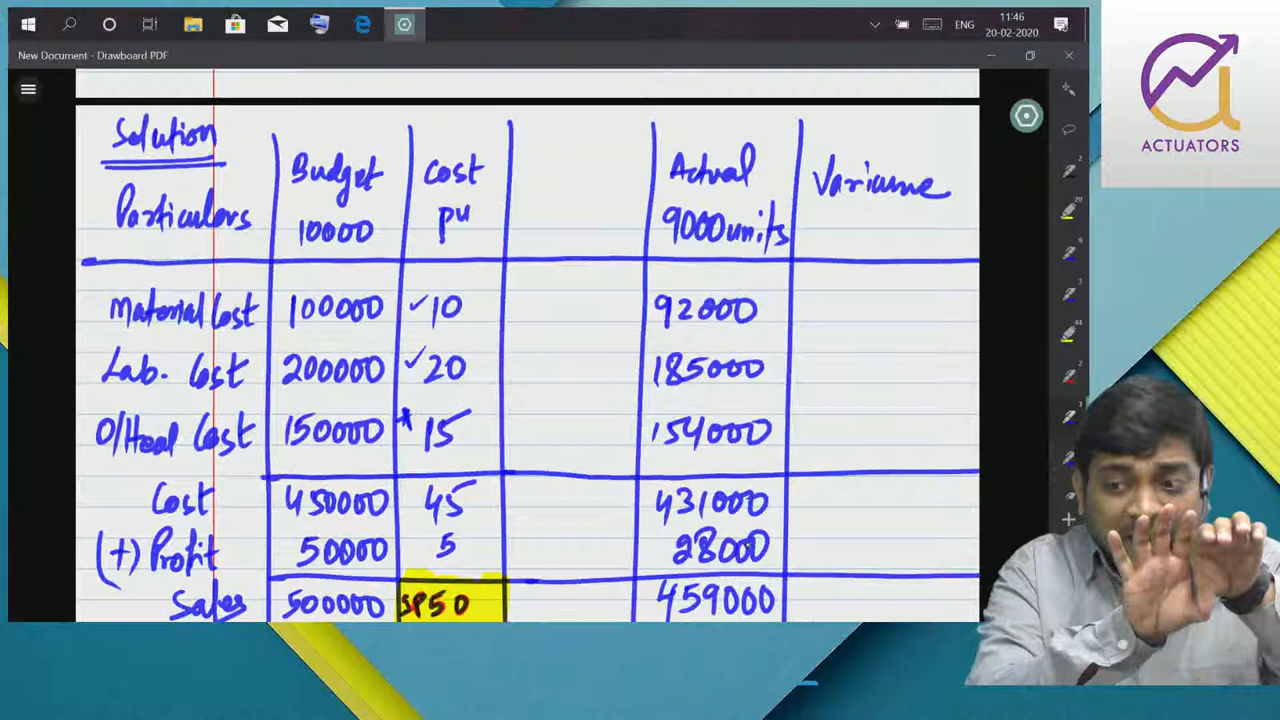 ENG
11:46
20-02-2020
New Document - Drawboard PDF
ACTUATORS
Solution
Particulars
Budget
10000
Cost
pu
Actual
9000 units
Variance
Material Cost 100000 ✓10 92000
Lab. Cost 200000 ✓20 185000
O/Head Cost 150000 * 15 154000
Cost 450000 45 431000
(+) Profit 50000 5 28000
Sales 500000 SP50 459000